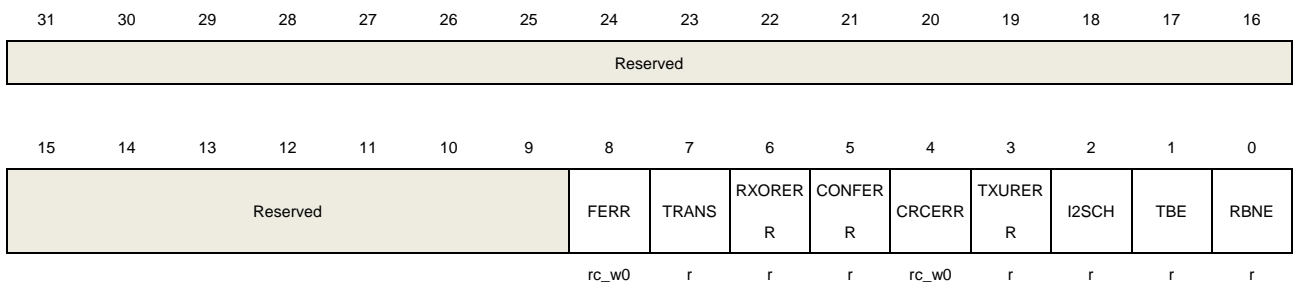 31 30 29 28 27 26 25 24 23 22 21 20 19 18 17 16
Reserved
15 14 13 12 11 10 9 8 7 6 5 4 3 2 1 0
Reserved FERR TRANS RXORER CONFER CRCERR TXURER I2SCH TBE RBNE
R R R
rc_w0 r r r rc_w0 r r r r